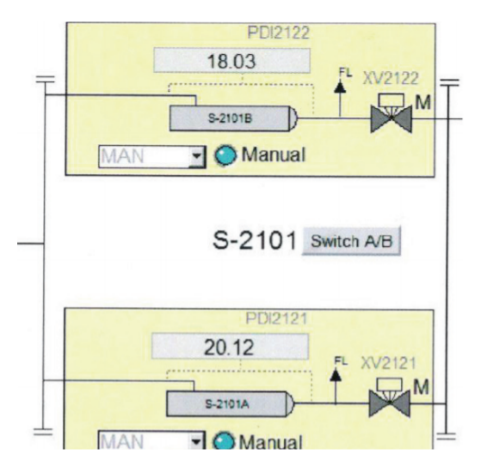 PDI2122
18.03
FL XV2122
M
S-2101B
MAN Manual
S-2101 Switch A/B
PDI2121
20.12
FL XV2121
M
S-2101A
MAN Manual